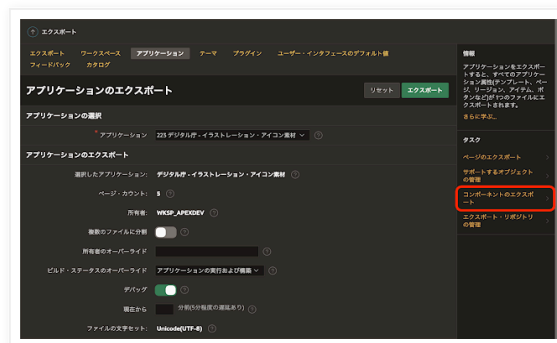 エクスポート
エクスポート ワークスペース アプリケーション テーマ プラグイン ユーザー・インタフェースのデフォルト値
フィードバック カタログ
アプリケーションのエクスポート
リセット エクスポート
アプリケーションの選択
* アプリケーション 223 デジタル庁 - イラストレーション・アイコン素材
アプリケーションのエクスポート
選択したアプリケーション: デジタル庁 - イラストレーション・アイコン素材
ページ・カウント: 5
所有者: WKSP_APEXDEV
複数のファイルに分割
所有者のオーバーライド
ビルド・ステータスのオーバーライド アプリケーションの実行および構築
デバッグ
現在から 分前(5分程度の遅延あり)
ファイルの文字セット: Unicode(UTF-8)
情報
アプリケーションをエクスポー
トすると、すべてのアプリケー
ション属性(テンプレート、ペー
ジ、リージョン、アイテム、ボ
タンなど)が1つのファイルにエ
クスポートされます。
さらに学ぶ...
タスク
ページのエクスポート
サポートするオブジェクト
の管理
コンポーネントのエクスポ
ート
エクスポート・リポジトリ
の管理